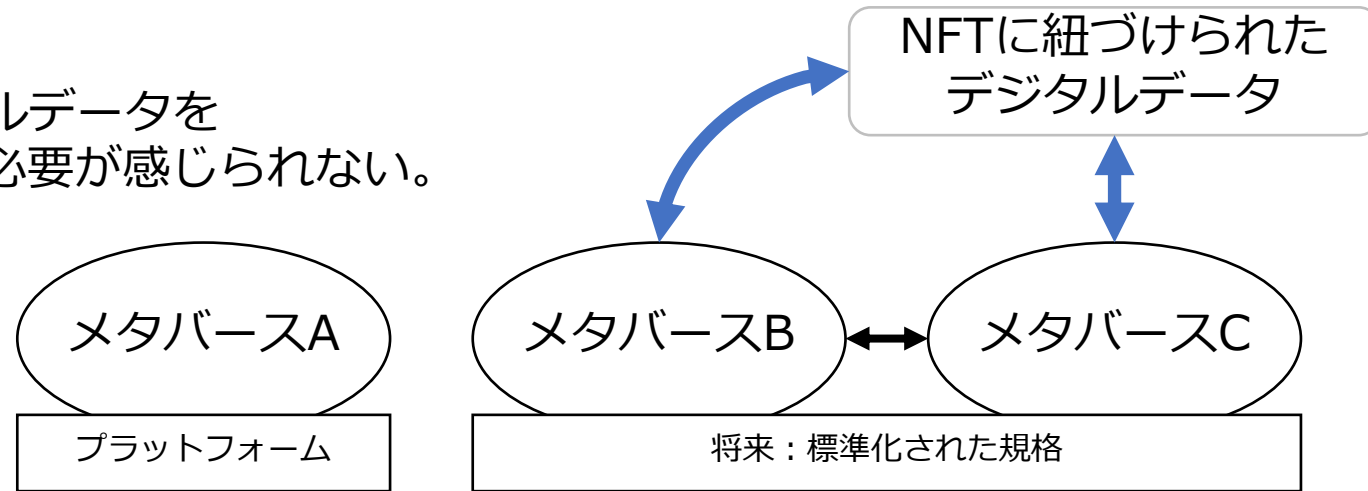 NFTに紐づけられた
デジタルデータ
ルデータを
必要が感じられない。
メタバースA
メタバースB
メタバースC
プラットフォーム
将来：標準化された規格